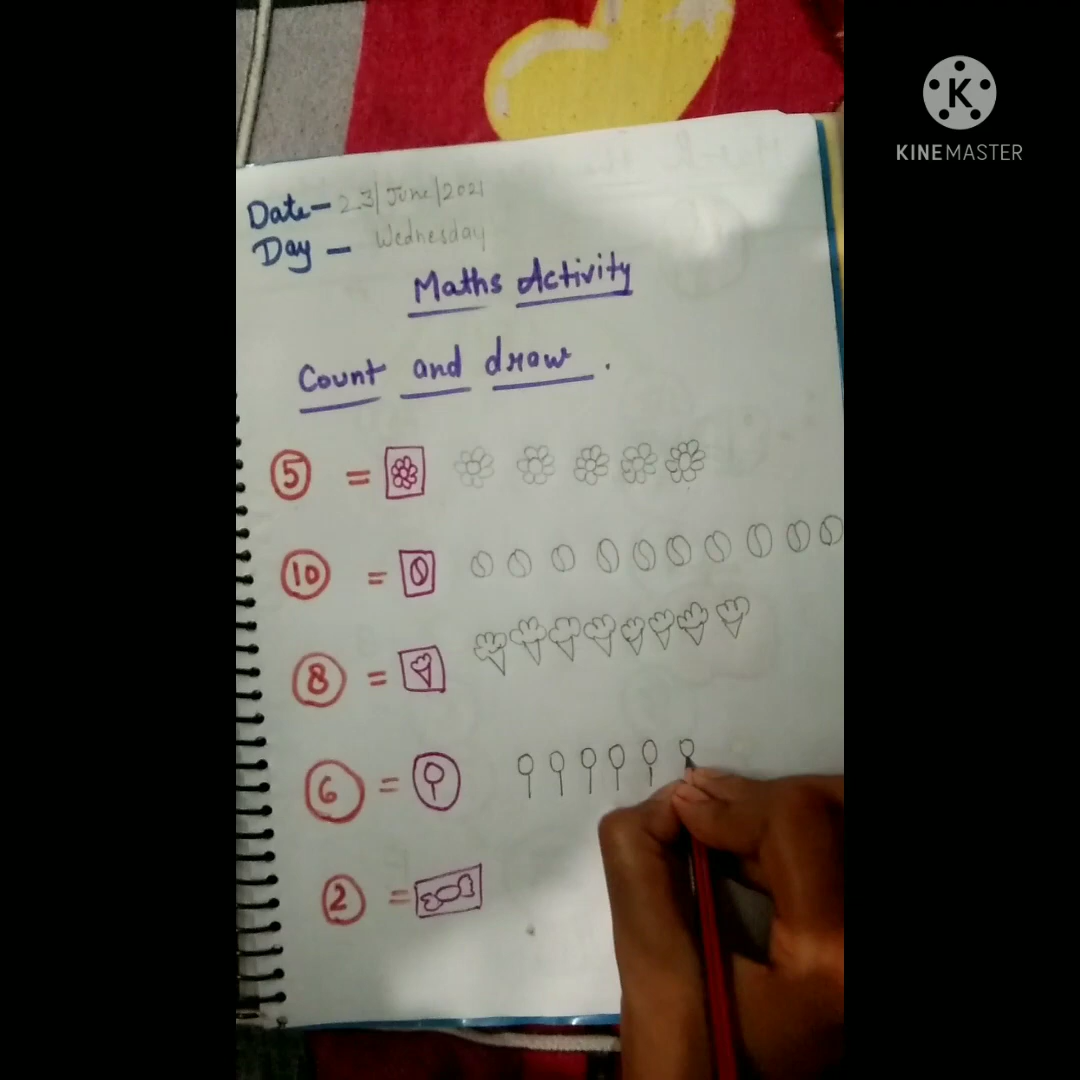 K
KINEMASTER
Date- 23/June/2021
Day - Wednesday
Maths Activity
Count and draw.
5 =
10 =
8 =
6 =
2 =